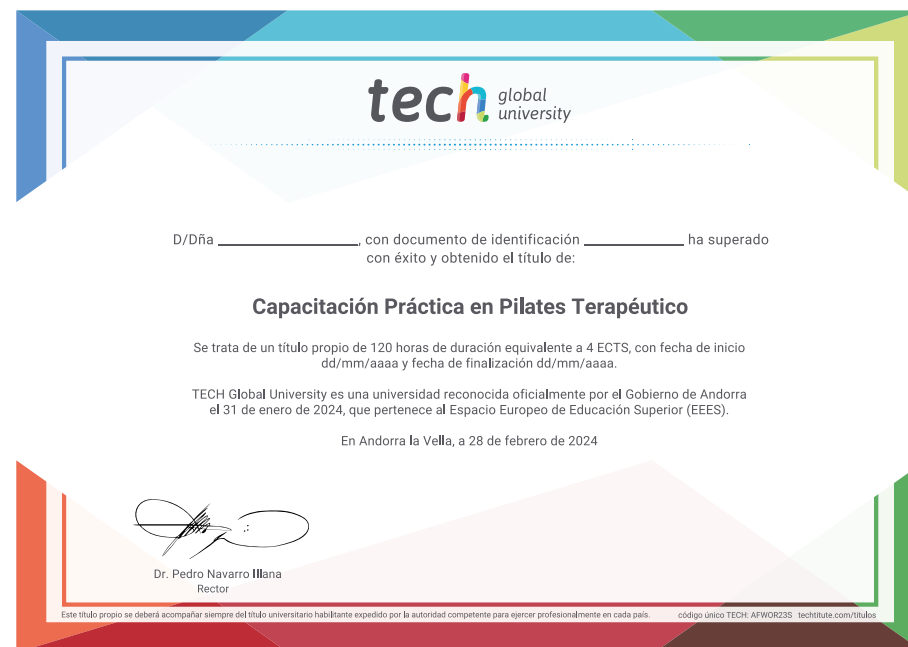 tech global university
D/Dña ________________, con documento de identificación ____________ ha superado
con éxito y obtenido el título de:
Capacitación Práctica en Pilates Terapéutico
Se trata de un título propio de 120 horas de duración equivalente a 4 ECTS, con fecha de inicio
dd/mm/aaaa y fecha de finalización dd/mm/aaaa.
TECH Global University es una universidad reconocida oficialmente por el Gobierno de Andorra
el 31 de enero de 2024, que pertenece al Espacio Europeo de Educación Superior (EEES).
En Andorra la Vella, a 28 de febrero de 2024
Dr. Pedro Navarro Illana
Rector
Este título propio se deberá acompañar siempre del título universitario habilitante expedido por la autoridad competente para ejercer profesionalmente en cada país. código único TECH: AFWOR23S techtitute.com/titulos